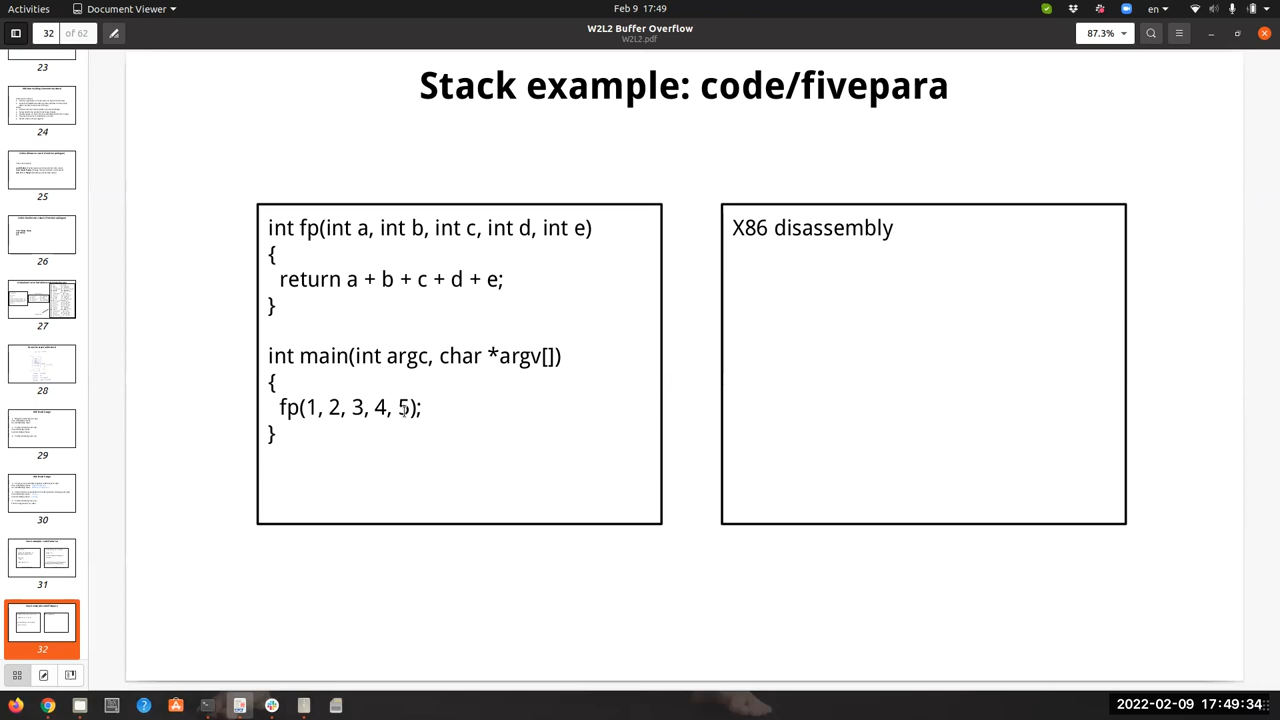 Activities
Document Viewer
Feb 9 17:49
en
32 of 62
W2L2 Buffer Overflow
W2L2.pdf
87.3%
23
24
25
26
27
28
29
30
31
32
Stack example: code/fivepara
int fp(int a, int b, int c, int d, int e)
{
return a + b + c + d + e;
}
int main(int argc, char *argv[])
{
fp(1, 2, 3, 4, 5);
}
X86 disassembly
2022-02-09 17:49:34